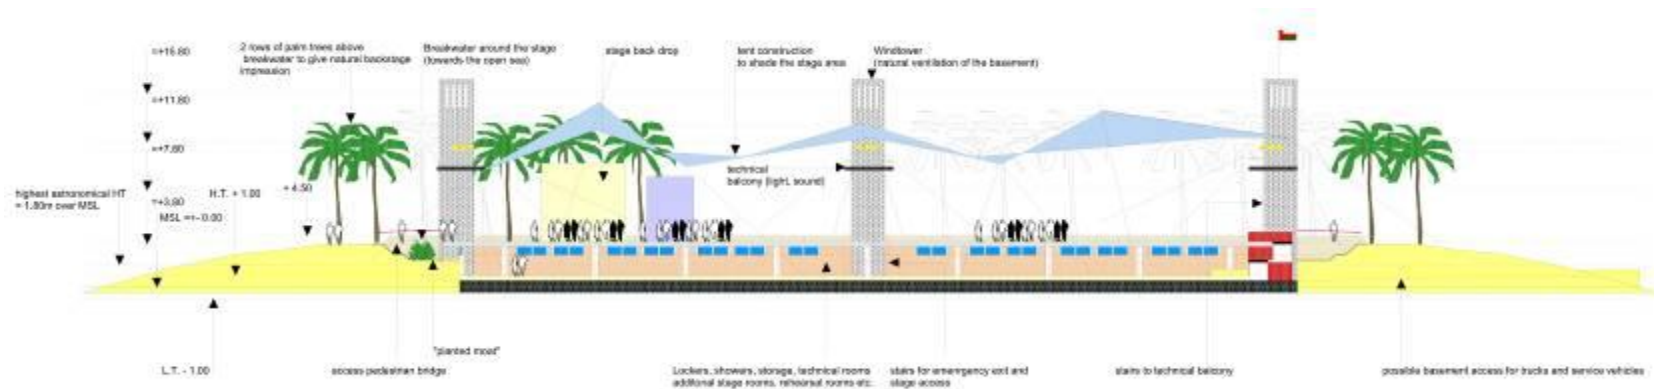 =+15.80
2 rows of palm trees above
breakwater to give natural backstage
impression
Breakwater around the stage
(towards the open sea)
stage back drop
tent construction
to shade the stage area
Windtower
(natural ventilation of the basement)
=+11.80
=+7.80
technical
balcony (light, sound)
highest astronomical HT
= 1.80m over MSL
H.T. + 1.00
+ 4.50
=+3.80
MSL =+- 0.00
"planted moat"
L.T. - 1.00
access pedestrian bridge
Lockers, showers, storage, technical rooms
additional stage rooms, rehearsal rooms etc.
stairs for emergency exit and
stage access
stairs to technical balcony
possible basement access for trucks and service vehicles